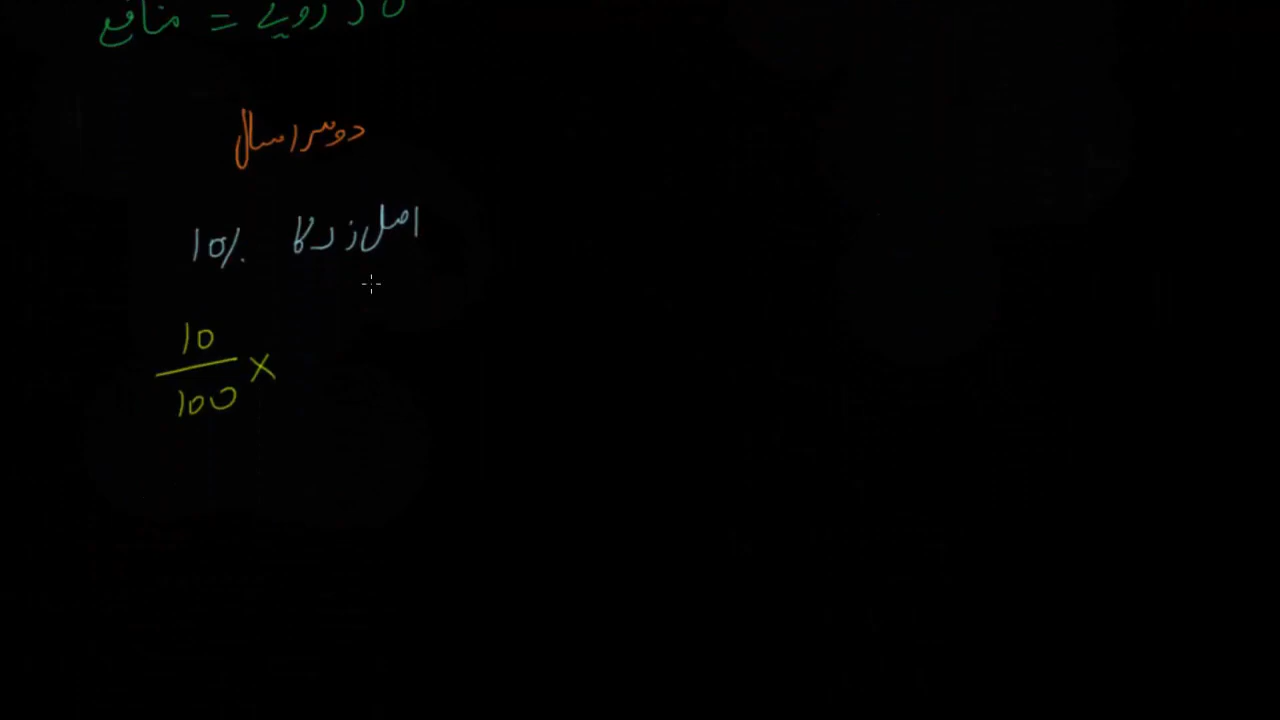 روپے = منافع
دوسرا سال
اصل زر کا 10%
10
100 ×